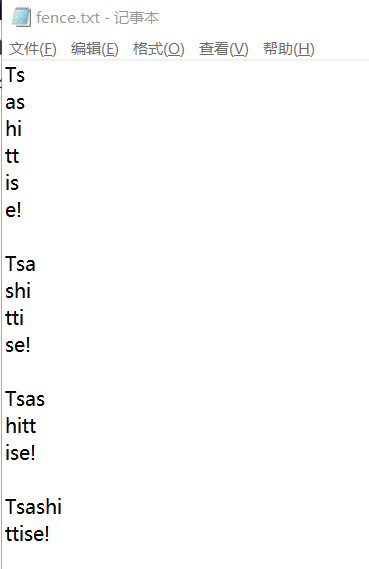 fence.txt - 记事本
文件(F) 编辑(E) 格式(O) 查看(V) 帮助(H)
Ts
as
hi
tt
is
e!
Tsa
shi
tti
se!
Tsas
hitt
ise!
Tsashi
ttise!